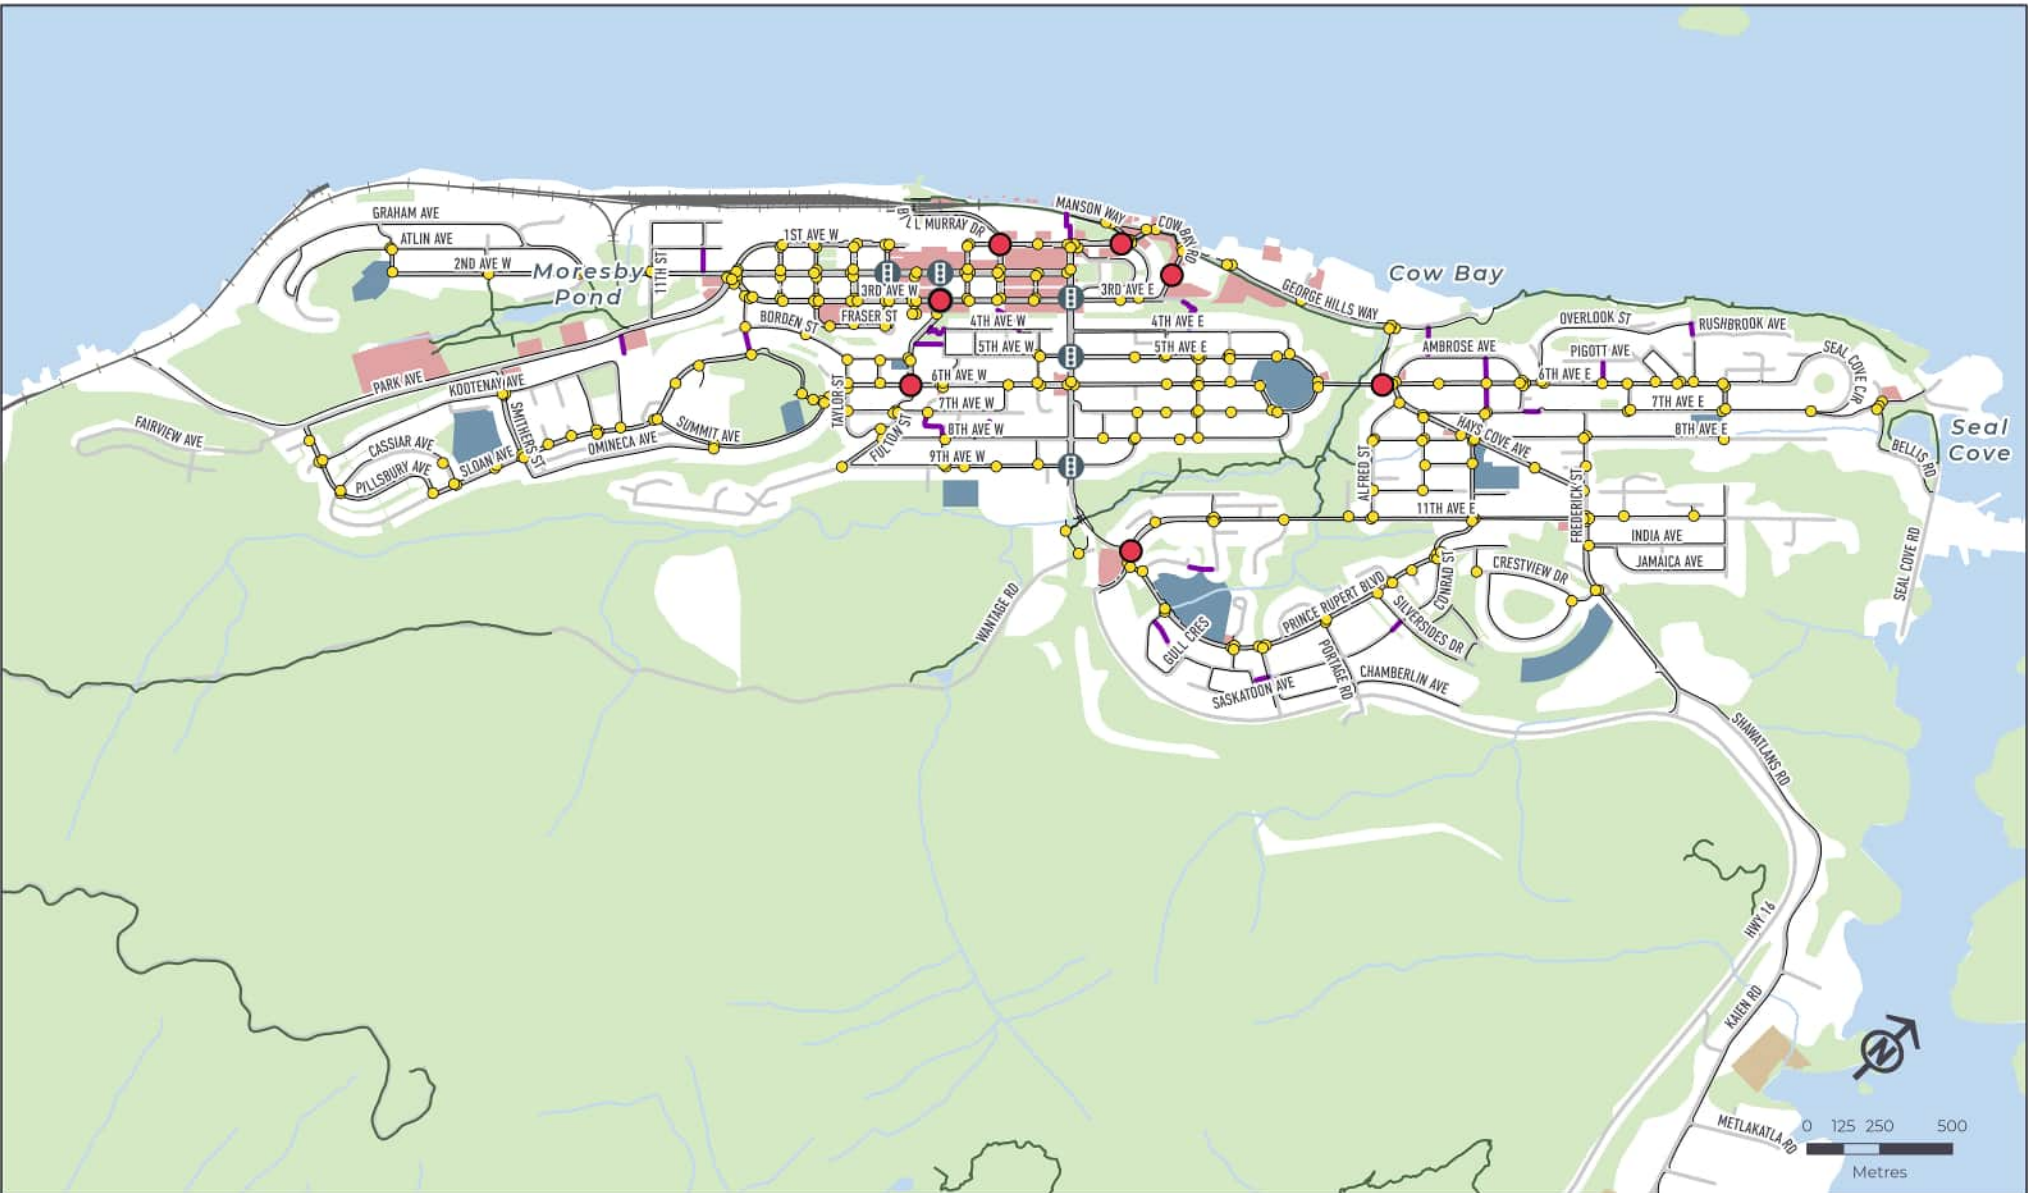 MANSON WAY
COW BAY RD
GRAHAM AVE
L MURRAY DR
ATLIN AVE
1ST AVE W
2ND AVE W
Moresby
Pond
11TH ST
Cow Bay
3RD AVE W
3RD AVE E
GEORGE HILLS WAY
BORDEN ST
FRASER ST
4TH AVE W
4TH AVE E
OVERLOOK ST
RUSHBROOK AVE
5TH AVE W
5TH AVE E
AMBROSE AVE
PIGOTT AVE
SEAL COVE CIR
PARK AVE
KOOTENAY AVE
6TH AVE W
6TH AVE E
TAYLOR ST
7TH AVE W
7TH AVE E
FAIRVIEW AVE
CASSIAR AVE
SMITHERS ST
OMINECA AVE
SUMMIT AVE
FULTON ST
8TH AVE W
HAYS COVE AVE
8TH AVE E
Seal
Cove
PILLSBURY AVE
SLOAN AVE
9TH AVE W
ALFRED ST
BELLIS RD
11TH AVE E
FREDERICK ST
INDIA AVE
JAMAICA AVE
SEAL COVE RD
WANTAGE RD
CRESTVIEW DR
CONRAD ST
PRINCE RUPERT BLVD
SILVERSIDES DR
GULL CRES
PORTAGE RD
SASKATOON AVE
CHAMBERLIN AVE
SHAWATLANS RD
HWY 16
KAIEN RD
N
METLAKATLA RD
0 125 250 500
Metres